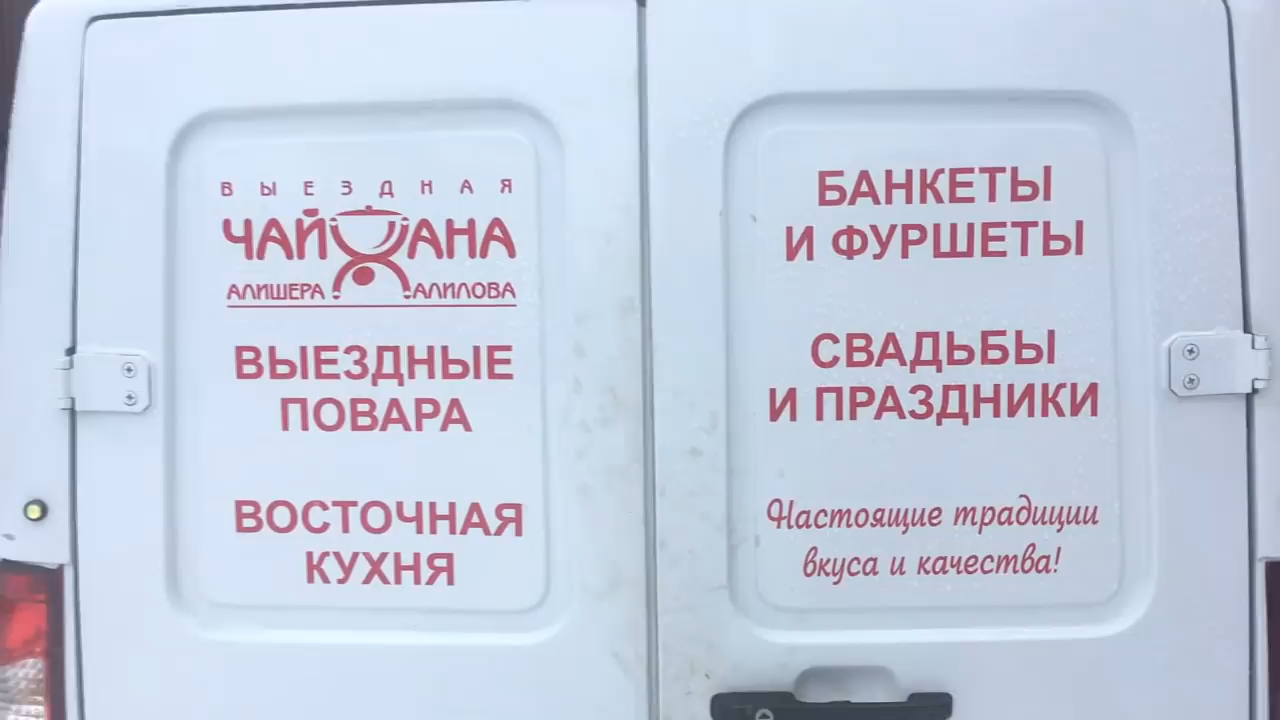 ВЫЕЗДНАЯ
ЧАЙХАНА
АЛИШЕРА ХАЛИЛОВА
ВЫЕЗДНЫЕ
ПОВАРА
ВОСТОЧНАЯ
КУХНЯ
БАНКЕТЫ
И ФУРШЕТЫ
СВАДЬБЫ
И ПРАЗДНИКИ
Настоящие традиции
вкуса и качества!